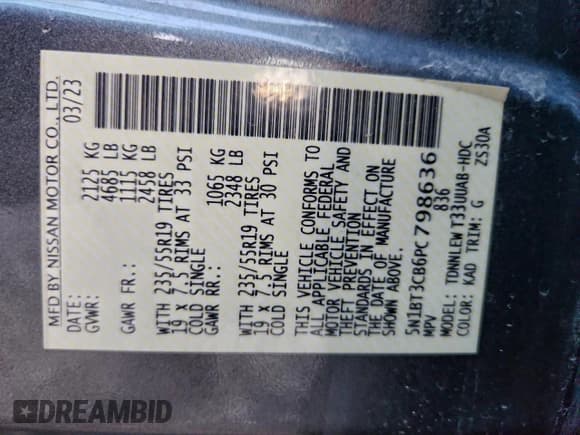 MFD BY NISSAN MOTOR CO., LTD.
DATE: 03/23
GVWR: 2125 KG
4685 LB
GAWR FR.: 1115 KG
2458 LB
WITH 235/55R19 TIRES
19 x 7.5 RIMS AT 33 PSI
COLD SINGLE
GAWR RR.: 1065 KG
2348 LB
WITH 235/55R19 TIRES
19 x 7.5 RIMS AT 30 PSI
COLD SINGLE
THIS VEHICLE CONFORMS TO
ALL APPLICABLE FEDERAL
MOTOR VEHICLE SAFETY AND
THEFT PREVENTION
STANDARDS IN EFFECT ON
THE DATE OF MANUFACTURE
SHOWN ABOVE.
5N1BT3CB6PC798636
MPV 836
MODEL: TDNNLEW T33UUAB-HDC
COLOR: KAD TRIM: G ZS30A
DREAMBID